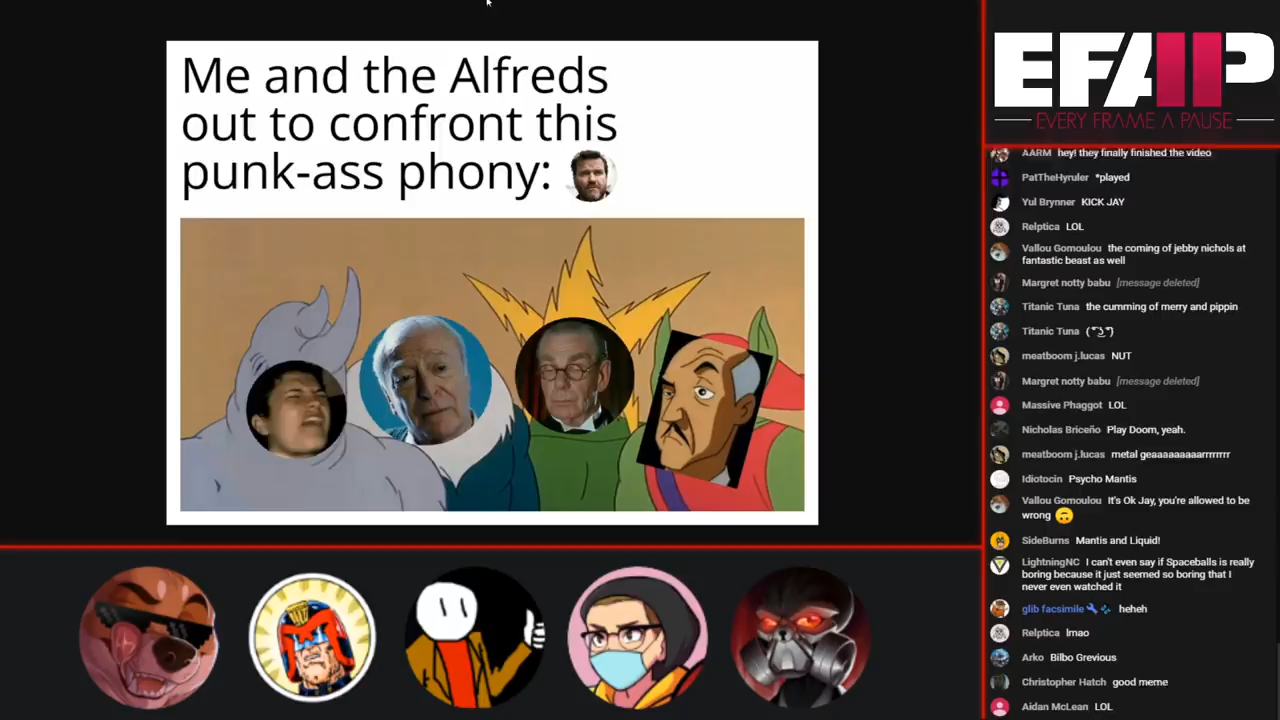 Me and the Alfreds
out to confront this
punk-ass phony:
EFAP
EVERY FRAME A PAUSE
AARM hey! they finally finished the video
PatTheHyruler *played
Yul Brynner KICK JAY
Relptica LOL
Vallou Gomoulou the coming of jebby nichols at
fantastic beast as well
Margret notty babu [message deleted]
Titanic Tuna the cumming of merry and pippin
Titanic Tuna ( ͡° ͜ʖ ͡°)
meatboom j.lucas NUT
Margret notty babu [message deleted]
Massive Phaggot LOL
Nicholas Briceño Play Doom, yeah.
meatboom j.lucas metal geaaaaaaaarrrrrrrr
Idiotocin Psycho Mantis
Vallou Gomoulou It's Ok Jay, you're allowed to be
wrong 🙃
SideBurns Mantis and Liquid!
LightningNC I can't even say if Spaceballs is really
boring because it just seemed so boring that I
never even watched it
glib facsimile heheh
Relptica lmao
Arko Bilbo Grevious
Christopher Hatch good meme
Aidan McLean LOL